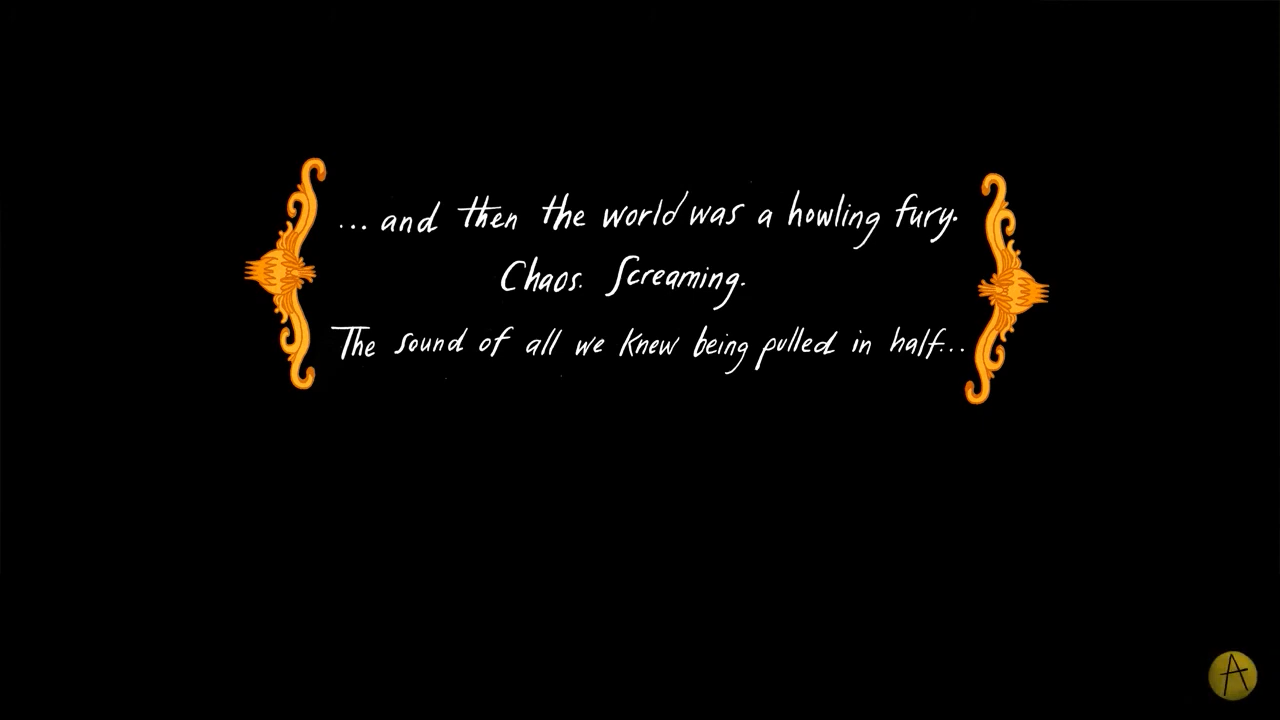 ...and then the world was a howling fury.
Chaos. Screaming.
The sound of all we knew being pulled in half...
A